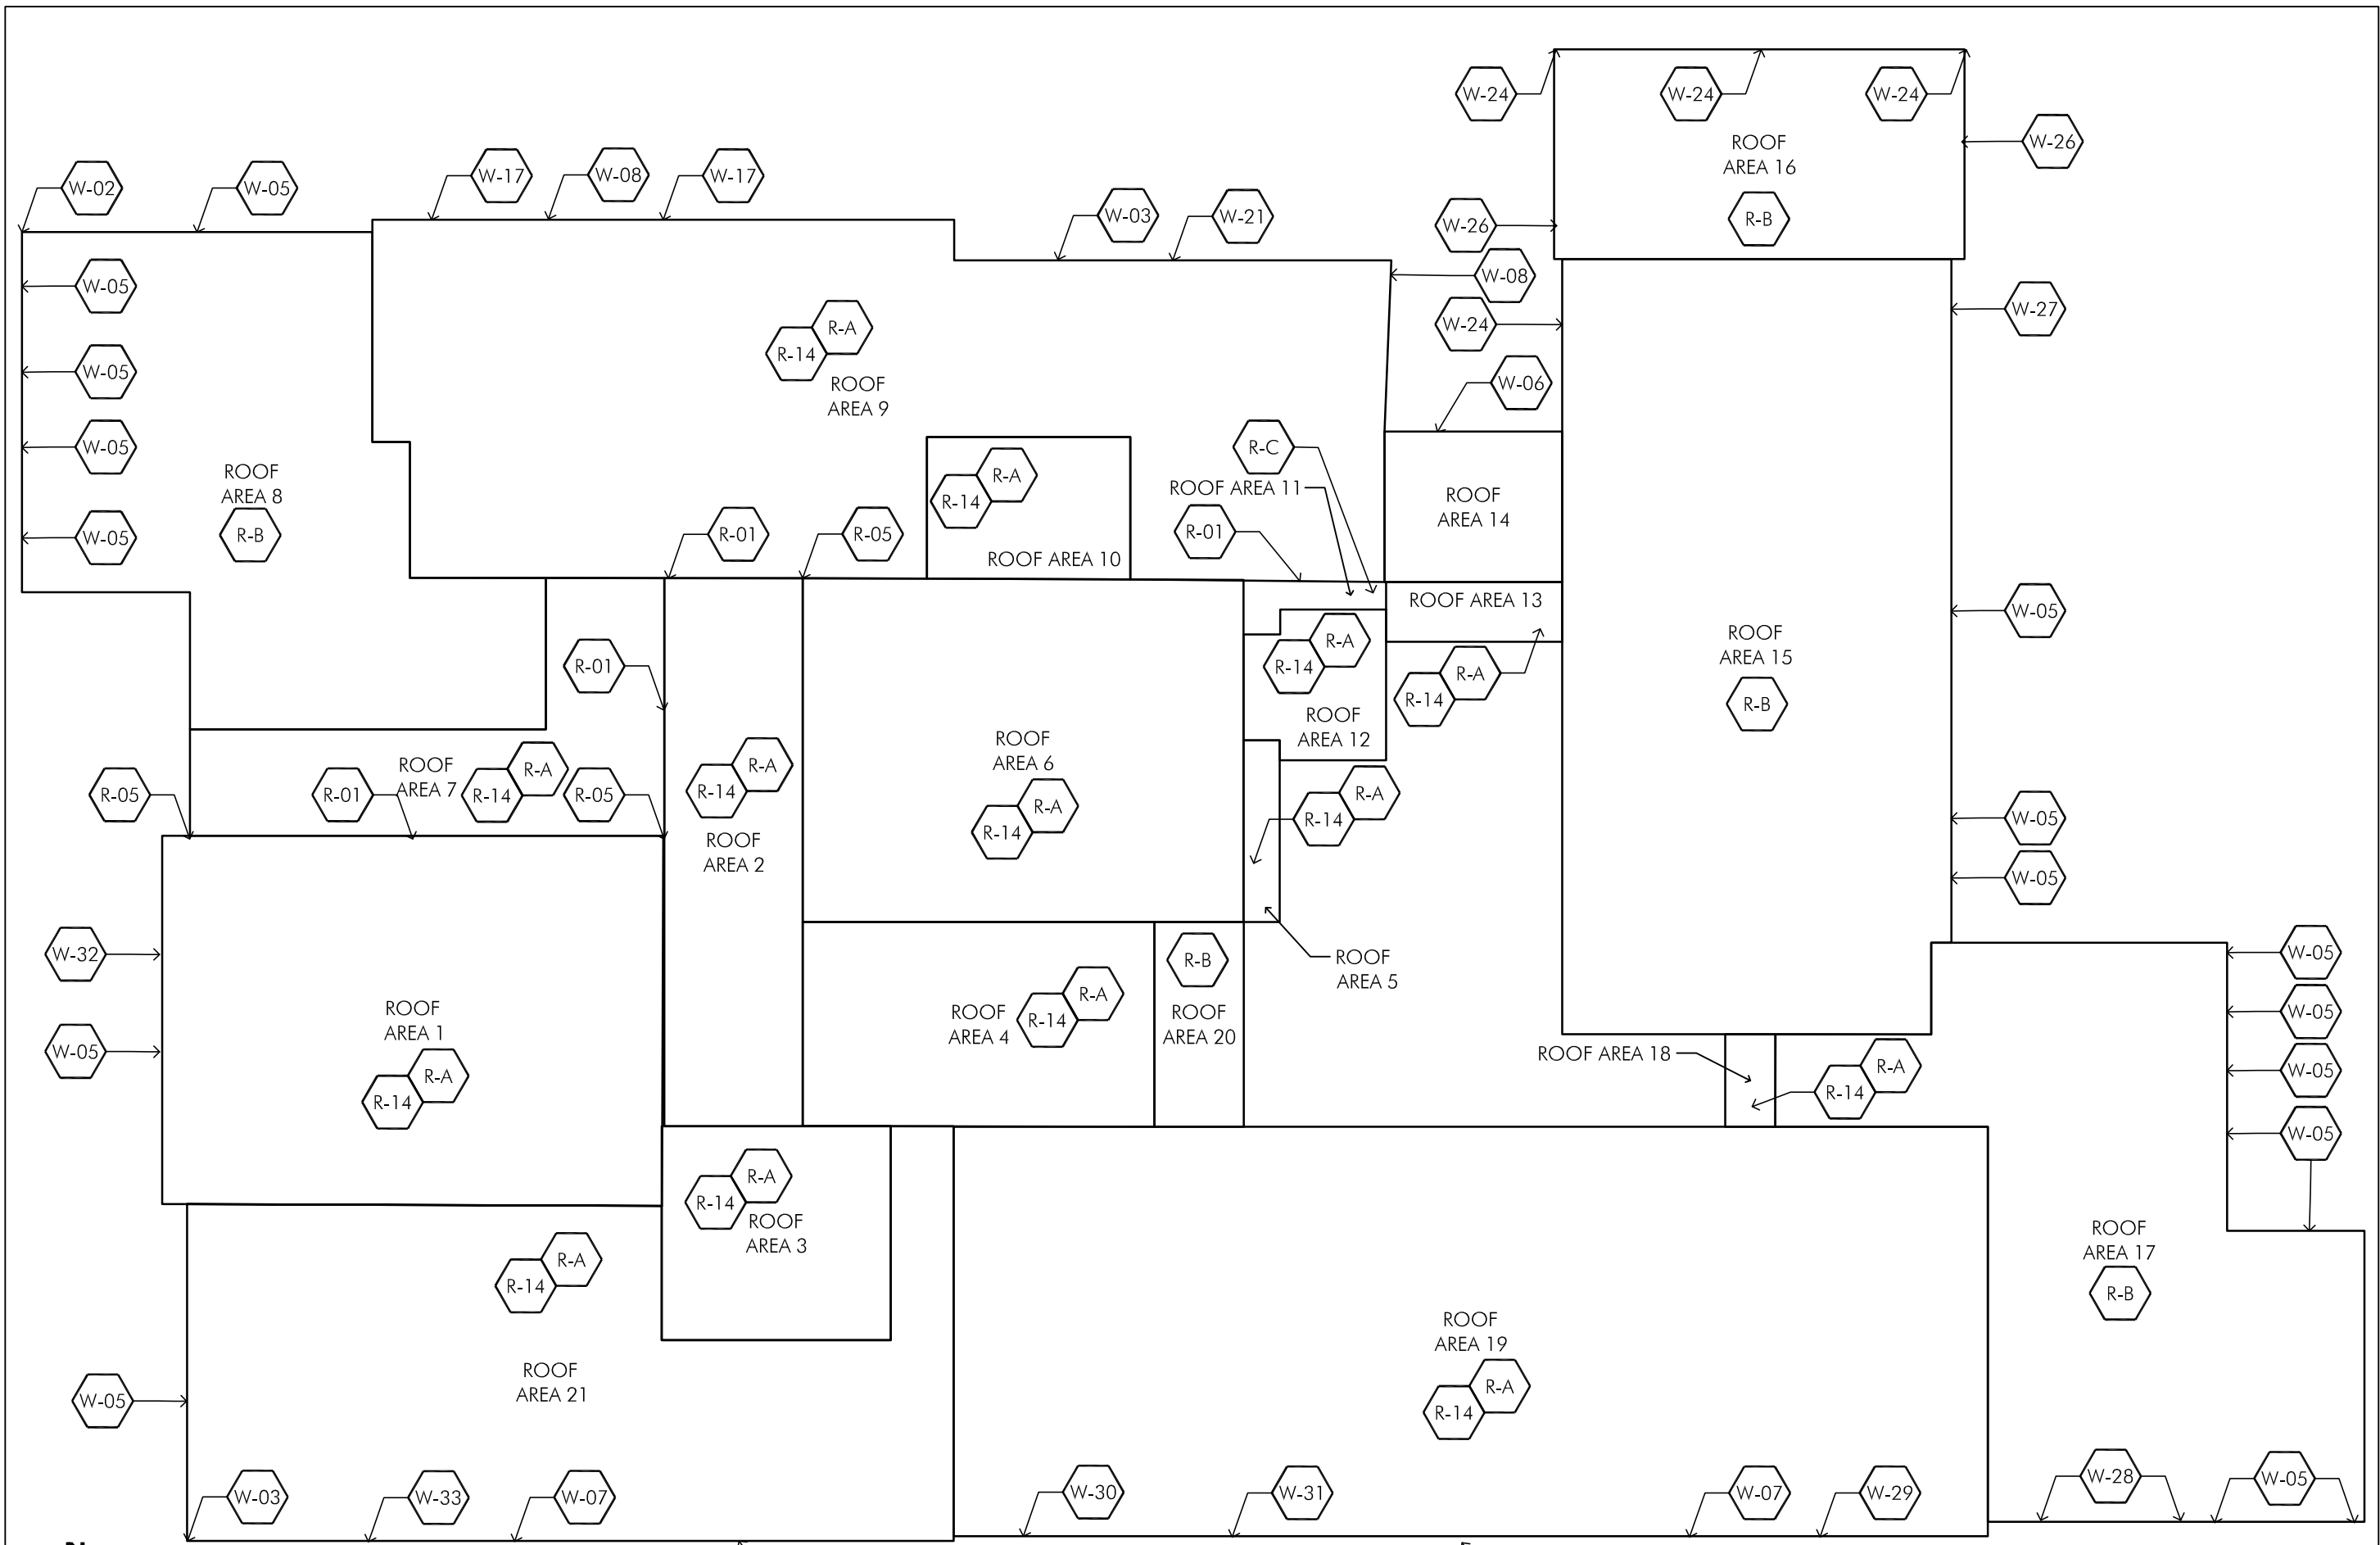 W-24
W-24
W-24
W-26
ROOF
AREA 16
R-B
W-02
W-05
W-17
W-08
W-17
W-03
W-21
W-26
W-08
W-24
W-27
W-06
W-05
W-05
W-05
W-05
ROOF
AREA 8
R-B
R-A
R-14
ROOF
AREA 9
R-A
R-14
ROOF AREA 10
R-C
ROOF AREA 11
R-01
ROOF
AREA 14
R-01
R-05
ROOF AREA 13
R-01
R-A
R-14
ROOF
AREA 12
R-A
R-14
ROOF
AREA 15
R-B
W-05
W-05
W-05
R-05
R-01
ROOF
AREA 7
R-A
R-14
R-05
R-A
R-14
ROOF
AREA 2
ROOF
AREA 6
R-A
R-14
R-A
R-14
W-32
W-05
ROOF
AREA 1
R-A
R-14
ROOF
AREA 4
R-A
R-14
R-B
ROOF
AREA 20
ROOF
AREA 5
ROOF AREA 18
R-A
R-14
W-05
W-05
W-05
W-05
R-A
R-14
ROOF
AREA 3
R-A
R-14
ROOF
AREA 21
ROOF
AREA 19
R-A
R-14
ROOF
AREA 17
R-B
W-05
W-03
W-33
W-07
W-30
W-31
W-07
W-29
W-28
W-05